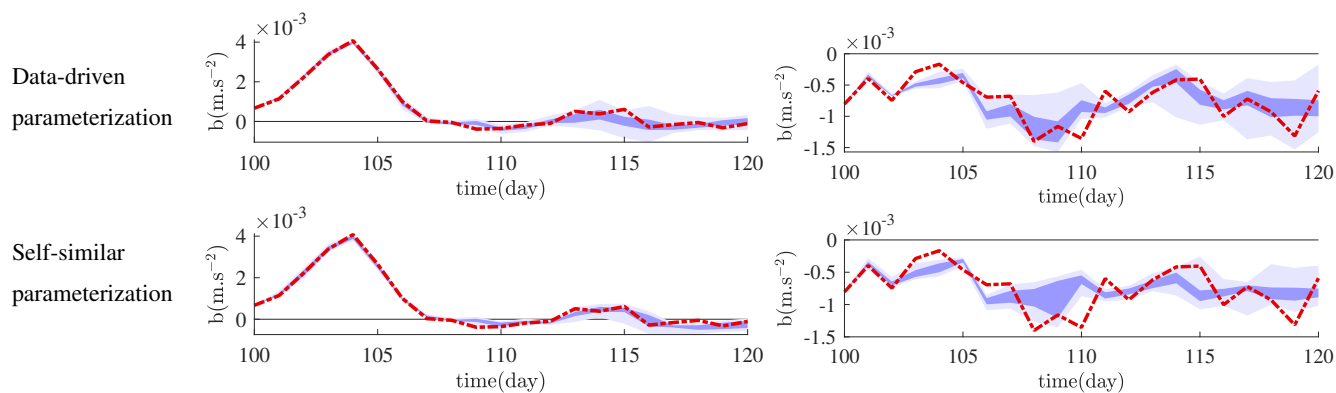 Data-driven
parameterization
×10⁻³
b(m.s⁻²)
4
2
0
100 105 110 115 120
time(day)
×10⁻³
b(m.s⁻²)
0
-0.5
-1
-1.5
100 105 110 115 120
time(day)
Self-similar
parameterization
×10⁻³
b(m.s⁻²)
4
2
0
100 105 110 115 120
time(day)
×10⁻³
b(m.s⁻²)
0
-0.5
-1
-1.5
100 105 110 115 120
time(day)